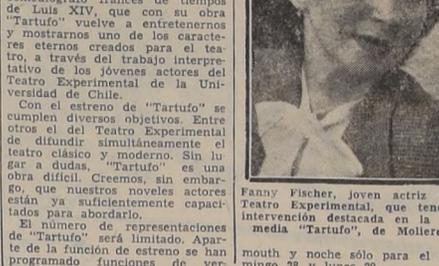 de Luis XIV, que con su obra
"Tartufo" vuelve a entretenernos
y mostrarnos uno de los caracte-
res eternos creados para el tea-
tro, a través del trabajo interpre-
tativo de los jóvenes actores del
Teatro Experimental de la Uni-
versidad de Chile.
Con el estreno de "Tartufo" se
cumplen diversos objetivos. Entre
otros el del Teatro Experimental
de difundir simultáneamente el
teatro clásico y moderno. Sin lu-
gar a dudas, "Tartufo" es una
obra difícil. Creemos, sin embar-
go, que nuestros noveles actores
están ya suficientemente capaci-
tados para abordarlo.
El número de representaciones
de "Tartufo" será limitado. Apar-
te de la función de estreno se han
programado funciones de ver-
Fanny Fischer, joven actriz
Teatro Experimental, que
intervención destacada en la
media "Tartufo", de
mouth y noche sólo para el